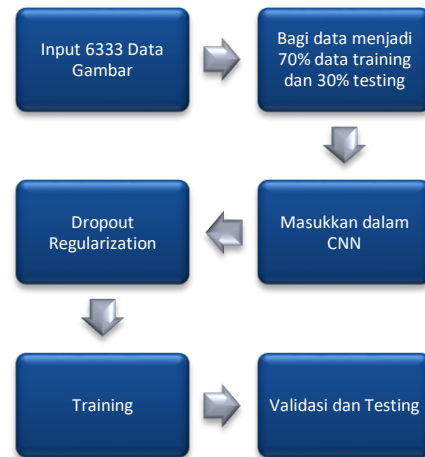 Input 6333 Data
Gambar
Bagi data menjadi
70% data training
dan 30% testing
Masukkan dalam
CNN
Dropout
Regularization
Training
Validasi dan Testing